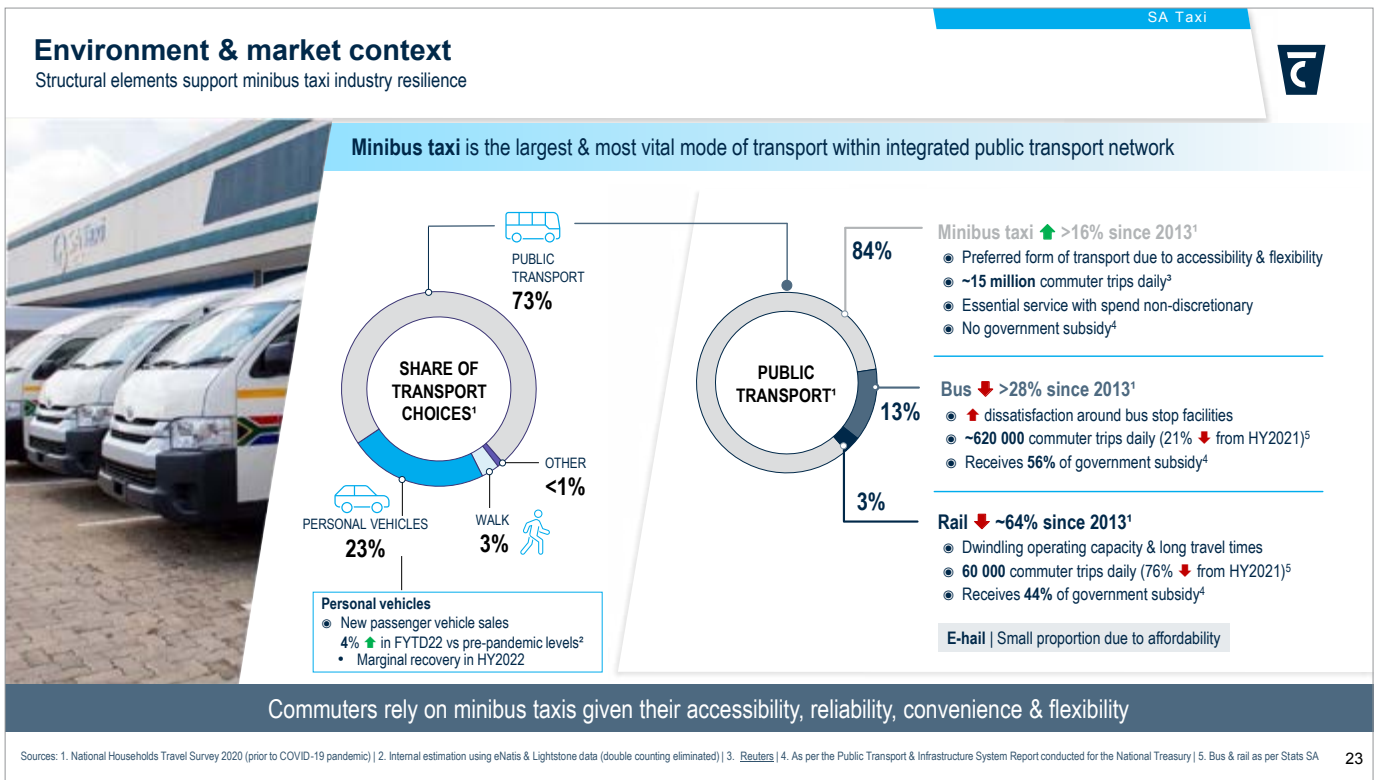 SA Taxi
Environment & market context
Structural elements support minibus taxi industry resilience
Minibus taxi is the largest & most vital mode of transport within integrated public transport network
PUBLIC
TRANSPORT
73%
SHARE OF
TRANSPORT
CHOICES¹
OTHER
<1%
WALK
3%
PERSONAL VEHICLES
23%
Personal vehicles
◉ New passenger vehicle sales
4% ⬆ in FYTD22 vs pre-pandemic levels²
• Marginal recovery in HY2022
PUBLIC
TRANSPORT¹
84%
13%
3%
Minibus taxi ⬆ >16% since 2013¹
◉ Preferred form of transport due to accessibility & flexibility
◉ ~15 million commuter trips daily³
◉ Essential service with spend non-discretionary
◉ No government subsidy⁴
Bus ⬇ >28% since 2013¹
◉ ⬆ dissatisfaction around bus stop facilities
◉ ~620 000 commuter trips daily (21% ⬇ from HY2021)⁵
◉ Receives 56% of government subsidy⁴
Rail ⬇ ~64% since 2013¹
◉ Dwindling operating capacity & long travel times
◉ 60 000 commuter trips daily (76% ⬇ from HY2021)⁵
◉ Receives 44% of government subsidy⁴
E-hail | Small proportion due to affordability
Commuters rely on minibus taxis given their accessibility, reliability, convenience & flexibility
Sources: 1. National Households Travel Survey 2020 (prior to COVID-19 pandemic) | 2. Internal estimation using eNatis & Lightstone data (double counting eliminated) | 3. Reuters | 4. As per the Public Transport & Infrastructure System Report conducted for the National Treasury | 5. Bus & rail as per Stats SA
23